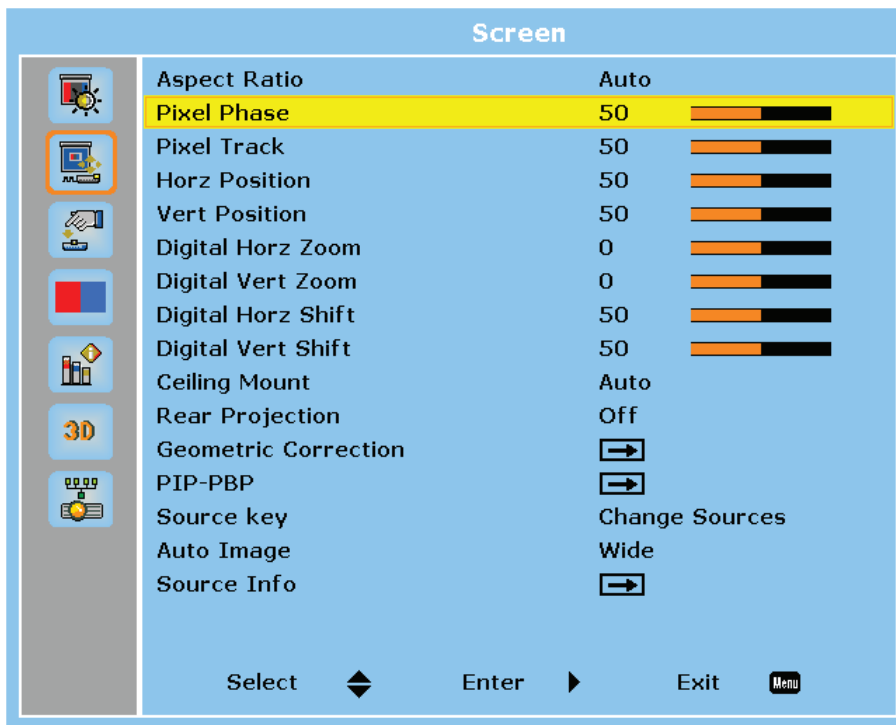 Screen
Aspect Ratio Auto
Pixel Phase 50
Pixel Track 50
Horz Position 50
Vert Position 50
Digital Horz Zoom 0
Digital Vert Zoom 0
Digital Horz Shift 50
Digital Vert Shift 50
Ceiling Mount Auto
Rear Projection Off
3D
Geometric Correction
PIP-PBP
Source key Change Sources
Auto Image Wide
Source Info
Select Enter Exit Menu